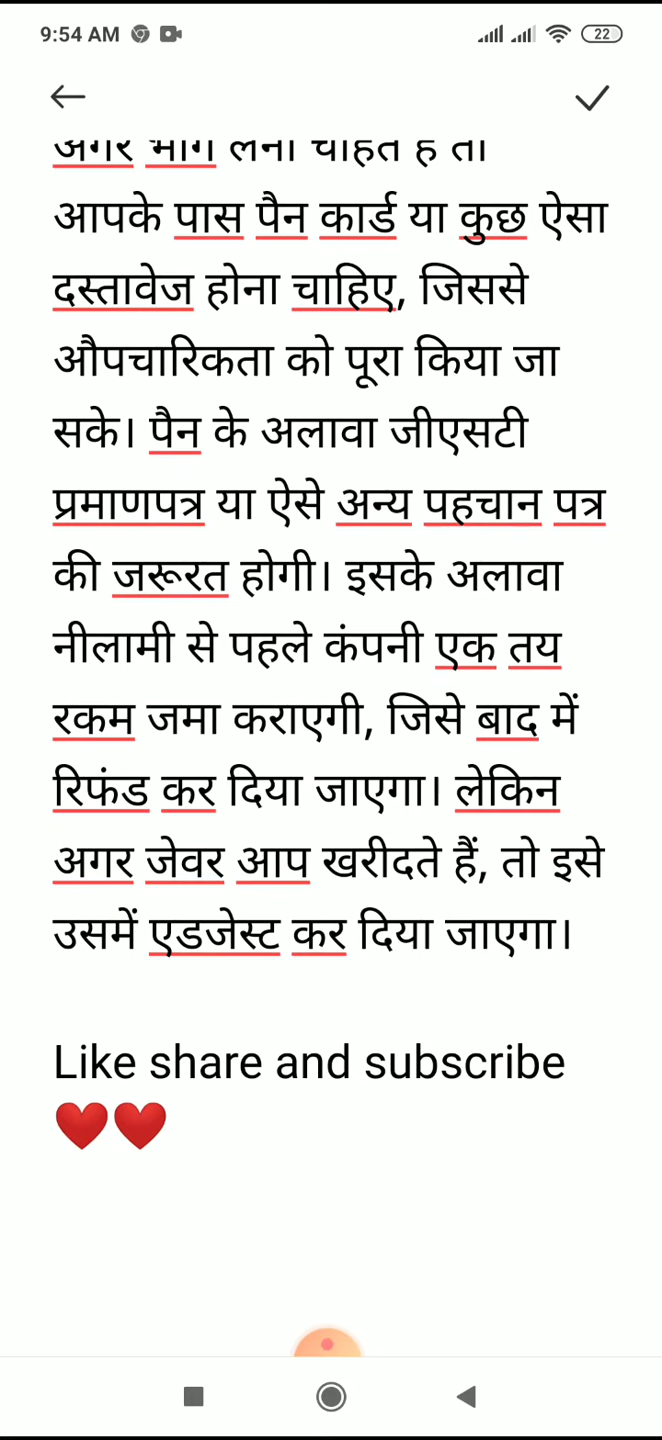 9:54 AM 22
अगर भाग लेना चाहते हैं तो
आपके पास पैन कार्ड या कुछ ऐसा
दस्तावेज होना चाहिए, जिससे
औपचारिकता को पूरा किया जा
सके। पैन के अलावा जीएसटी
प्रमाणपत्र या ऐसे अन्य पहचान पत्र
की जरूरत होगी। इसके अलावा
नीलामी से पहले कंपनी एक तय
रकम जमा कराएगी, जिसे बाद में
रिफंड कर दिया जाएगा। लेकिन
अगर जेवर आप खरीदते हैं, तो इसे
उसमें एडजेस्ट कर दिया जाएगा।
Like share and subscribe
❤️❤️